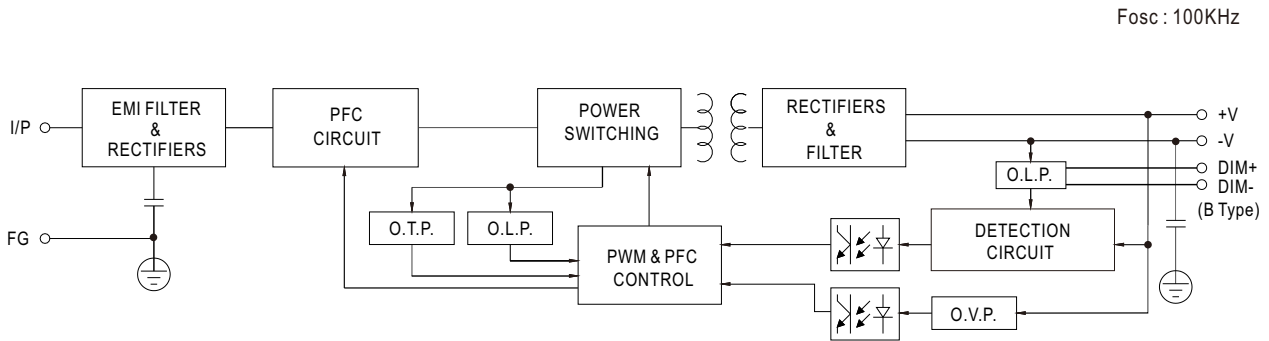 Fosc : 100KHz
I/P
EMI FILTER
&
RECTIFIERS
PFC
CIRCUIT
POWER
SWITCHING
RECTIFIERS
&
FILTER
+V
-V
DIM+
DIM-
(B Type)
O.L.P.
FG
O.T.P.
O.L.P.
PWM & PFC
CONTROL
DETECTION
CIRCUIT
O.V.P.